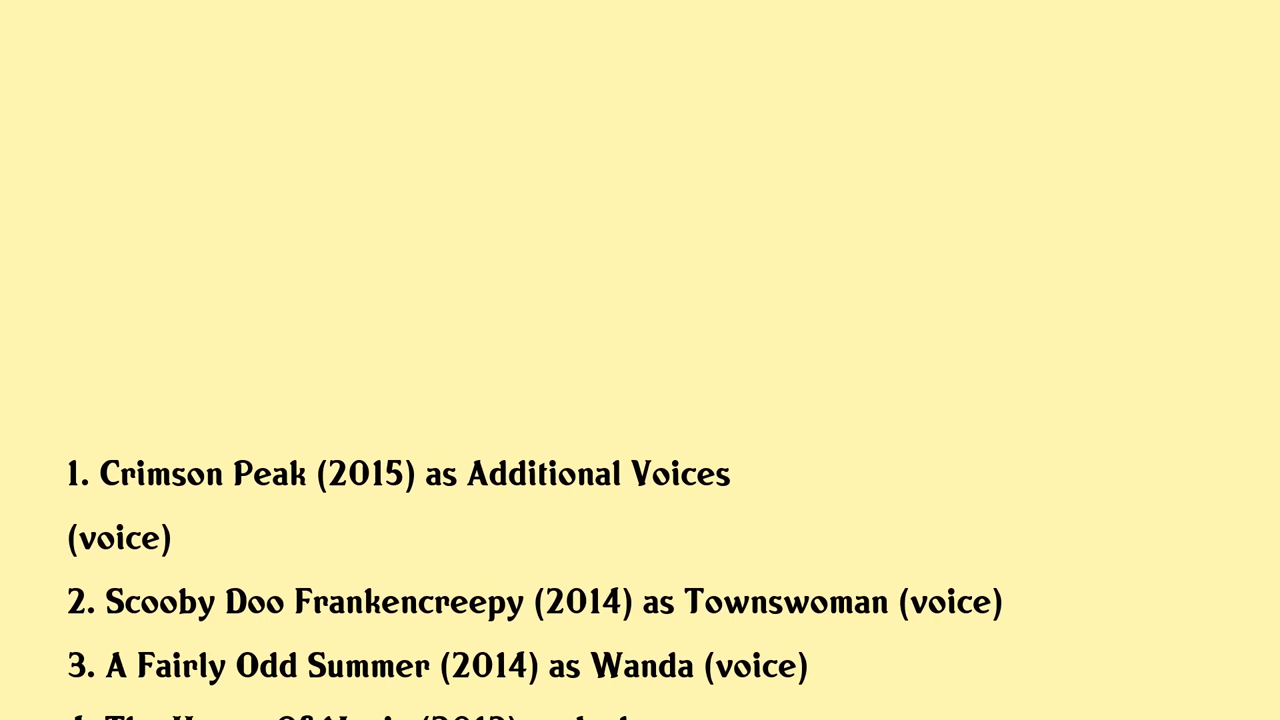 1. Crimson Peak (2015) as Additional Voices
(voice)
2. Scooby Doo Frankencreepy (2014) as Townswoman (voice)
3. A Fairly Odd Summer (2014) as Wanda (voice)